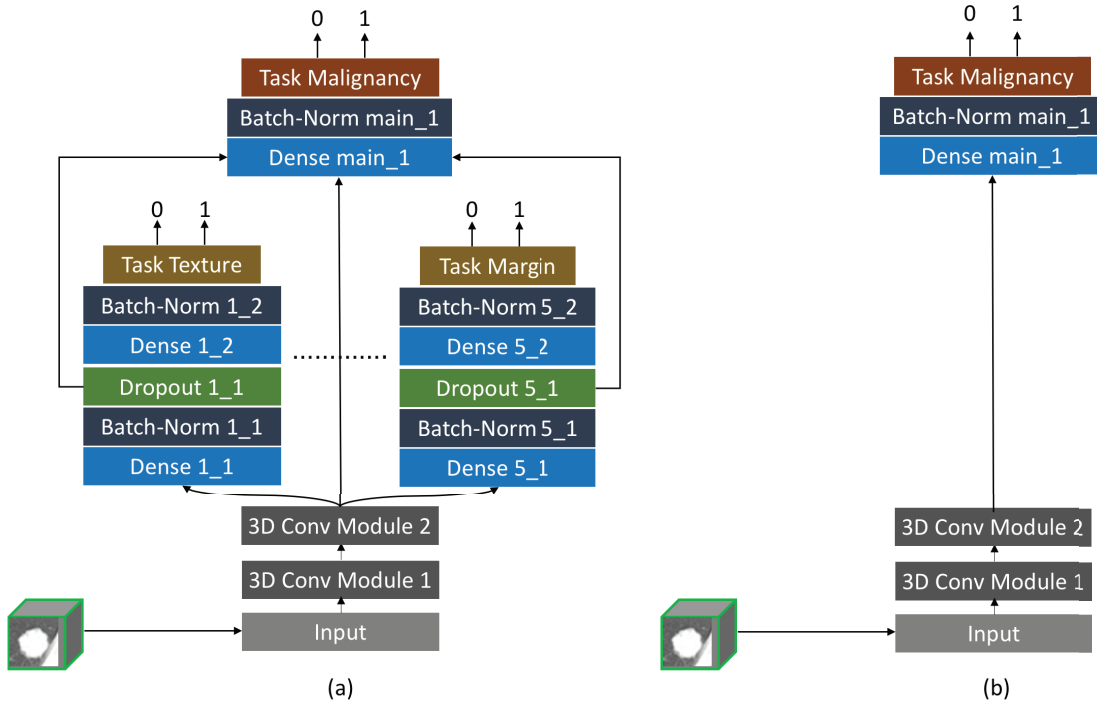 0 1
Task Malignancy
Batch-Norm main_1
Dense main_1
0 1
Task Texture
Batch-Norm 1_2
Dense 1_2
Dropout 1_1
Batch-Norm 1_1
Dense 1_1
0 1
Task Margin
Batch-Norm 5_2
Dense 5_2
Dropout 5_1
Batch-Norm 5_1
Dense 5_1
3D Conv Module 2
3D Conv Module 1
Input
(a)
0 1
Task Malignancy
Batch-Norm main_1
Dense main_1
3D Conv Module 2
3D Conv Module 1
Input
(b)